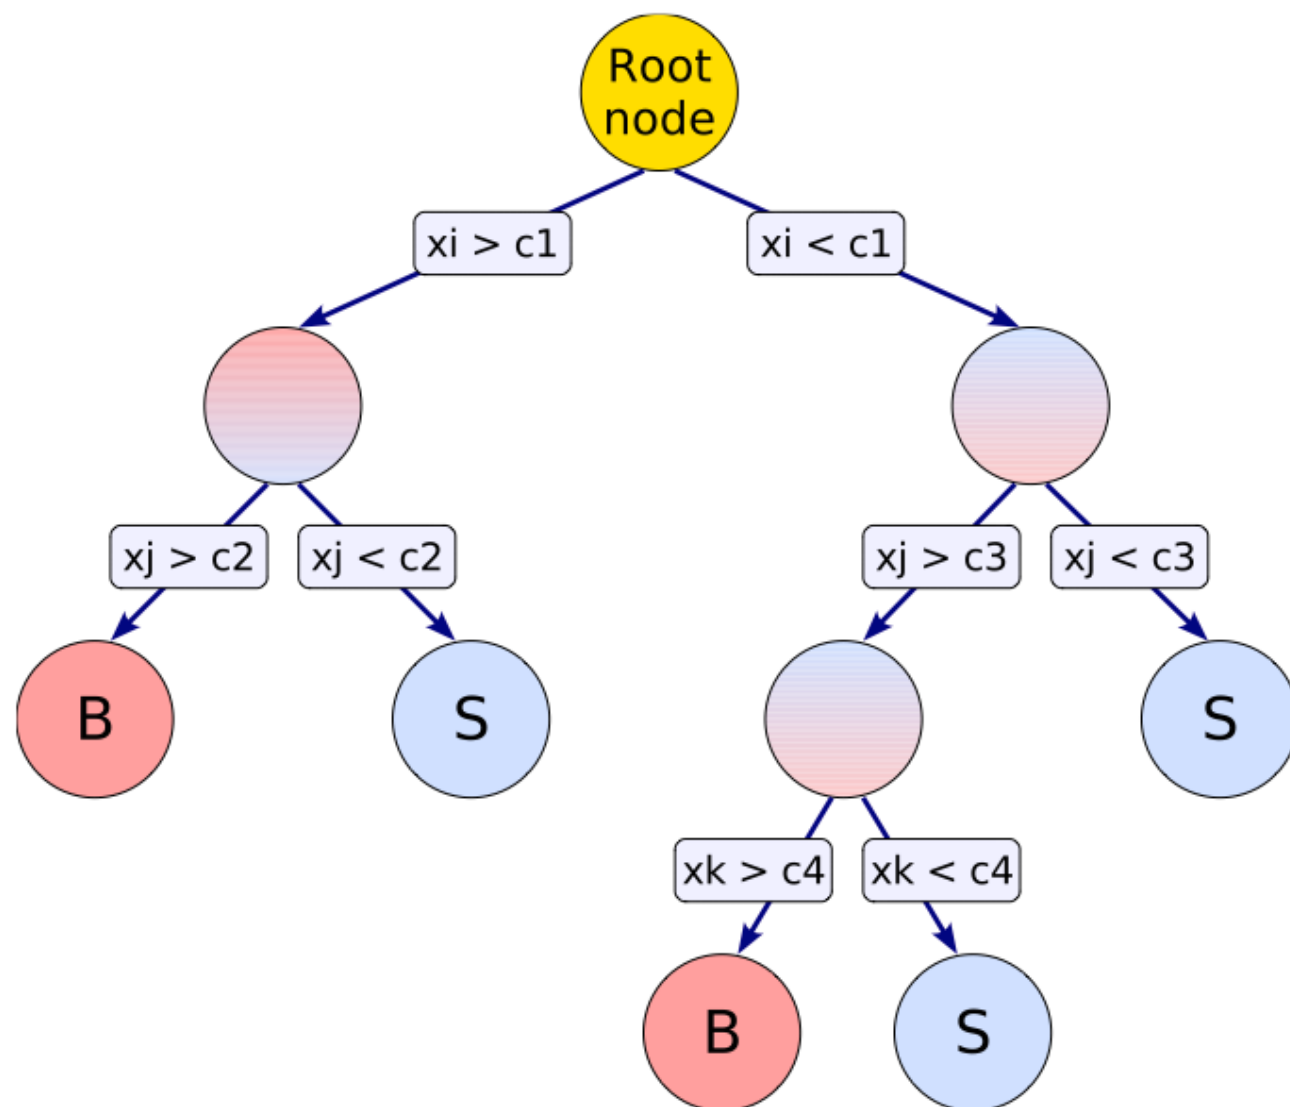 Root
node
xi > c1
xi < c1
xj > c2
xj < c2
xj > c3
xj < c3
B
S
S
xk > c4
xk < c4
B
S